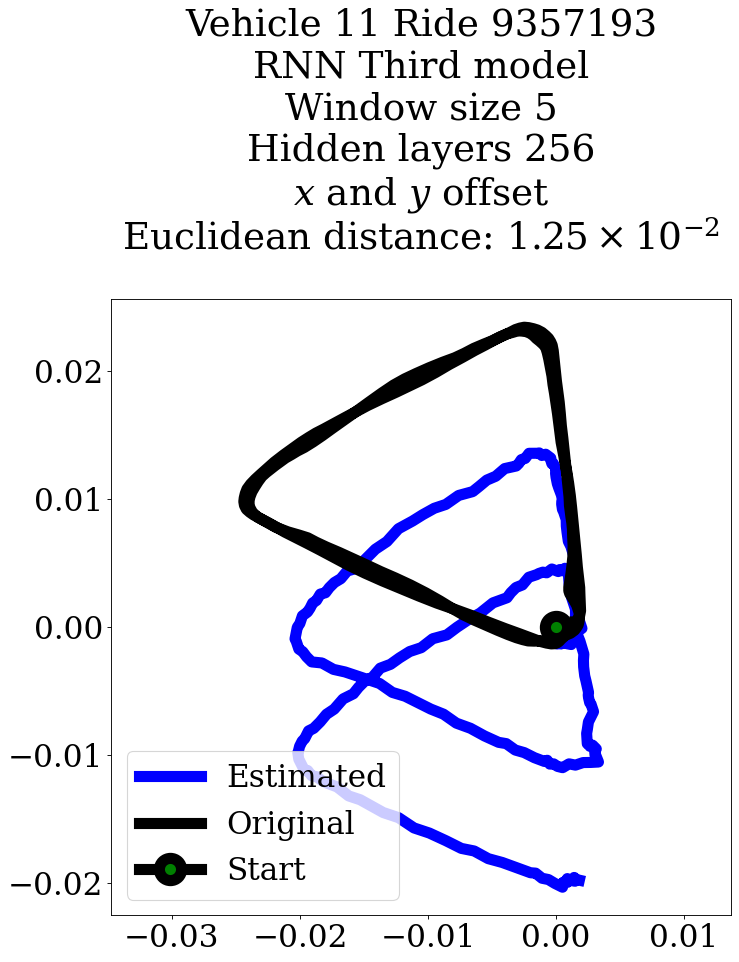 Vehicle 11 Ride 9357193
RNN Third model
Window size 5
Hidden layers 256
x and y offset
Euclidean distance: 1.25 × 10⁻²
0.02
0.01
0.00
−0.01
−0.02
Estimated
Original
Start
−0.03
−0.02
−0.01
0.00
0.01